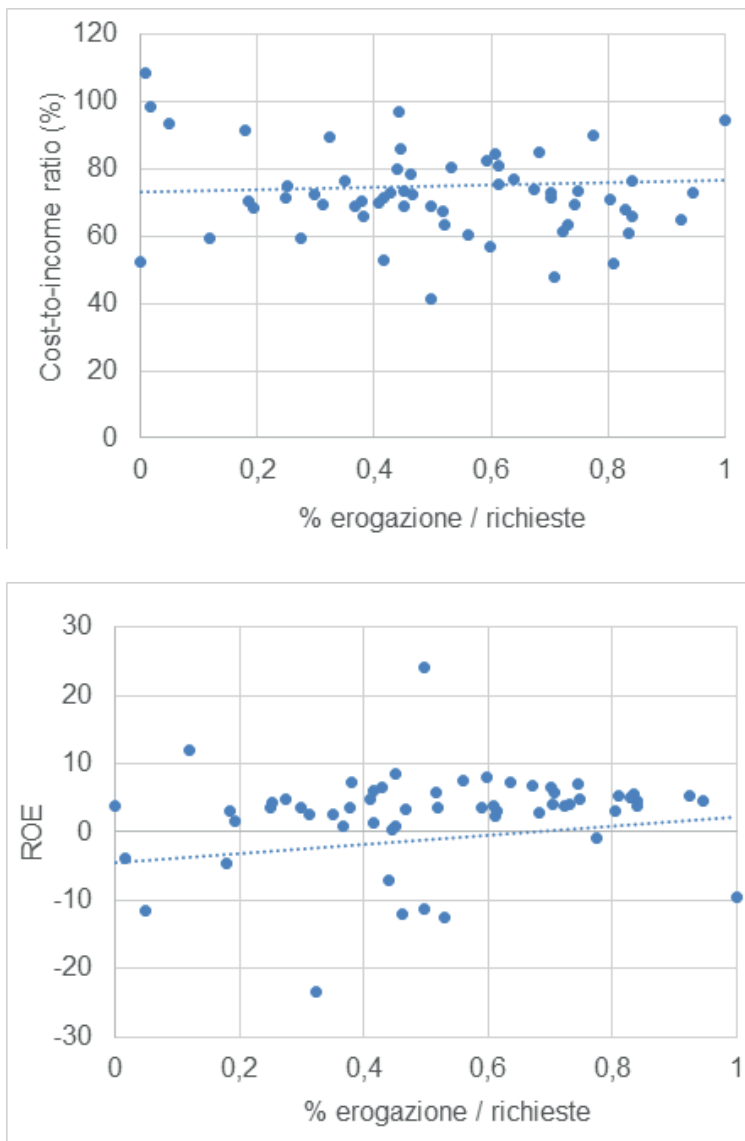 120
100
80
60
40
20
0
Cost-to-income ratio (%)
0 0,2 0,4 0,6 0,8 1
% erogazione / richieste
30
20
10
0
-10
-20
-30
ROE
0 0,2 0,4 0,6 0,8 1
% erogazione / richieste